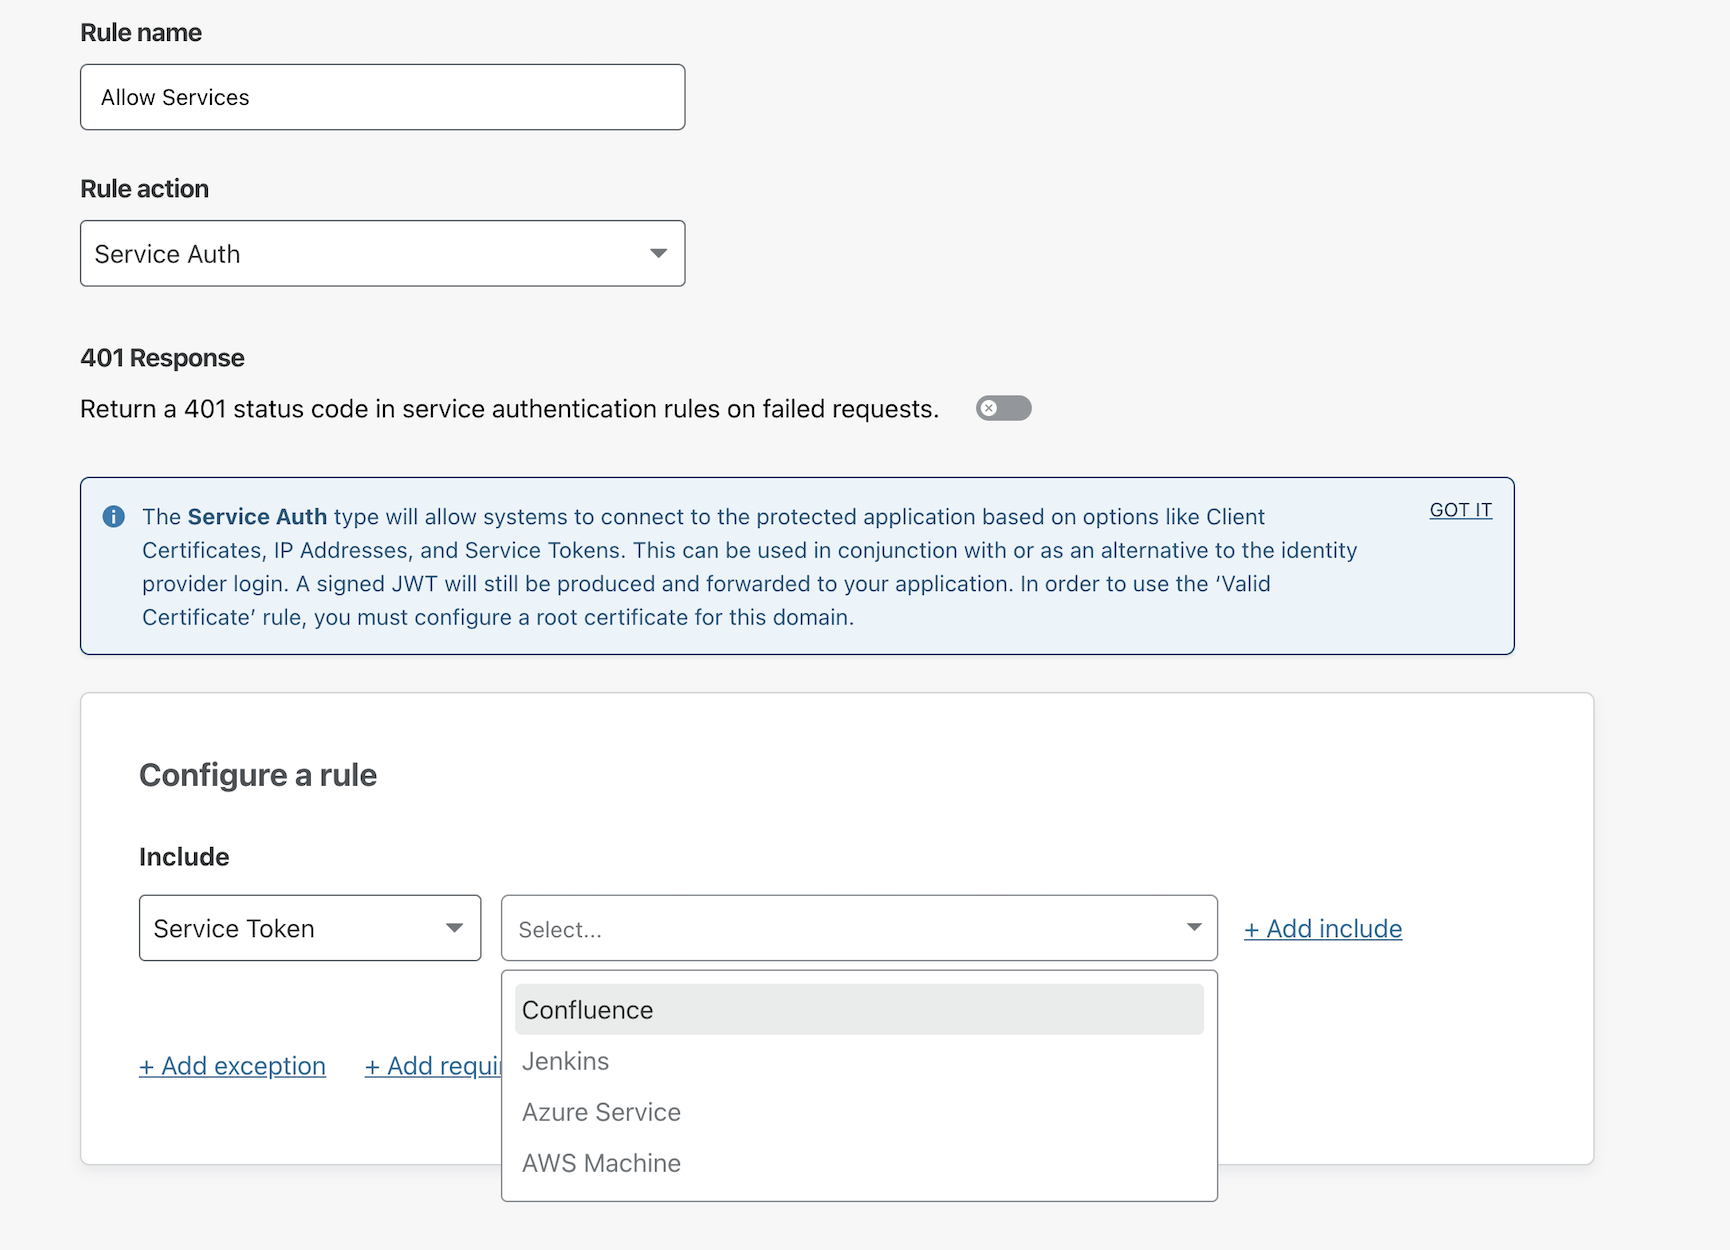 Rule name
Allow Services
Rule action
Service Auth
401 Response
Return a 401 status code in service authentication rules on failed requests.
The Service Auth type will allow systems to connect to the protected application based on options like Client
GOT IT
Certificates, IP Addresses, and Service Tokens. This can be used in conjunction with or as an alternative to the identity
provider login. A signed JWT will still be produced and forwarded to your application. In order to use the ‘Valid
Certificate’ rule, you must configure a root certificate for this domain.
Configure a rule
Include
Service Token
Select...
+ Add include
Confluence
Jenkins
Azure Service
AWS Machine
+ Add exception
+ Add requi